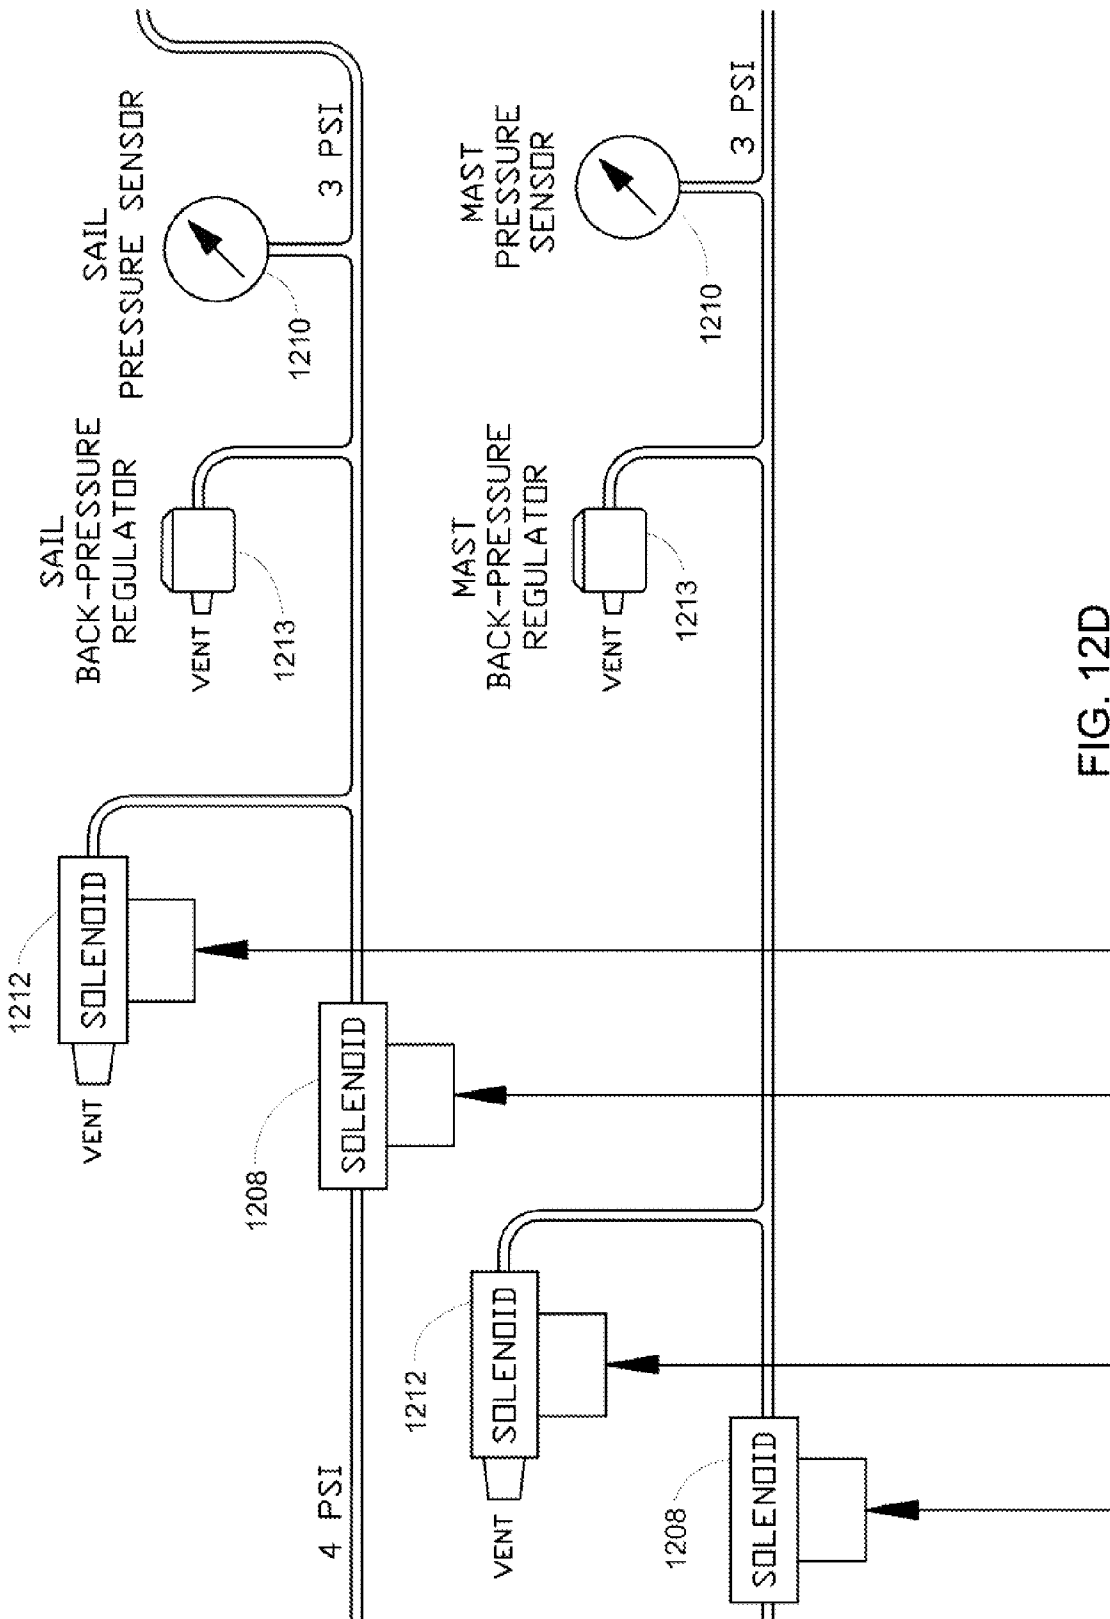 SAIL
PRESSURE SENSOR
3 PSI
1210
SAIL
BACK-PRESSURE
REGULATOR
VENT
1213
1212
SOLENOID
VENT
1208
SOLENOID
4 PSI
MAST
PRESSURE
SENSOR
3 PSI
1210
MAST
BACK-PRESSURE
REGULATOR
VENT
1213
1212
SOLENOID
VENT
1208
SOLENOID
FIG. 12D